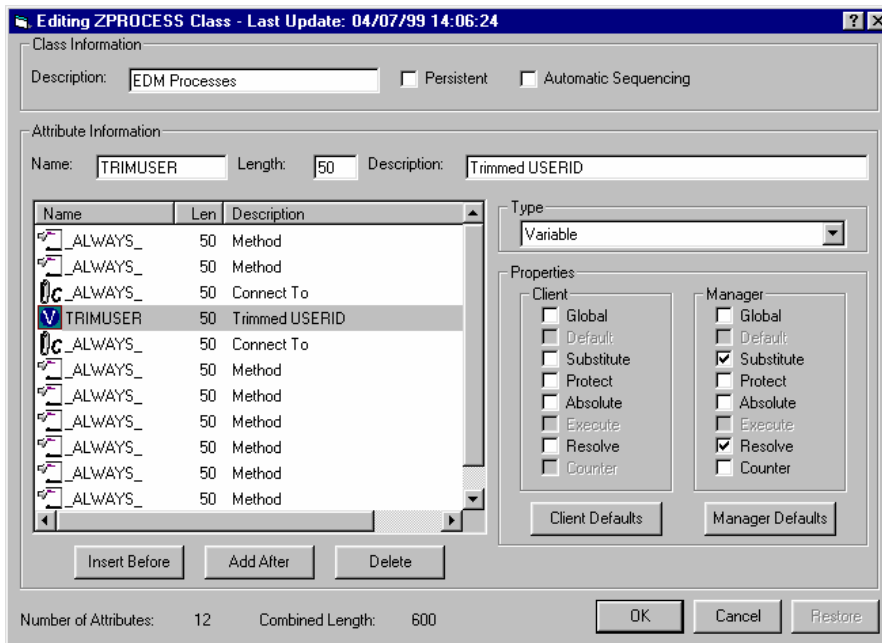 Editing ZPROCESS Class - Last Update: 04/07/99 14:06:24
Class Information
Description: EDM Processes Persistent Automatic Sequencing
Attribute Information
Name: TRIMUSER Length: 50 Description: Trimmed USERID
Name Len Description
_ALWAYS_ 50 Method
_ALWAYS_ 50 Method
_ALWAYS_ 50 Connect To
TRIMUSER 50 Trimmed USERID
_ALWAYS_ 50 Connect To
_ALWAYS_ 50 Method
_ALWAYS_ 50 Method
_ALWAYS_ 50 Method
_ALWAYS_ 50 Method
_ALWAYS_ 50 Method
_ALWAYS_ 50 Method
Type
Variable
Properties
Client
Global
Default
Substitute
Protect
Absolute
Execute
Resolve
Counter
Client Defaults
Manager
Global
Default
Substitute
Protect
Absolute
Execute
Resolve
Counter
Manager Defaults
Insert Before Add After Delete
Number of Attributes: 12 Combined Length: 600
OK Cancel Restore